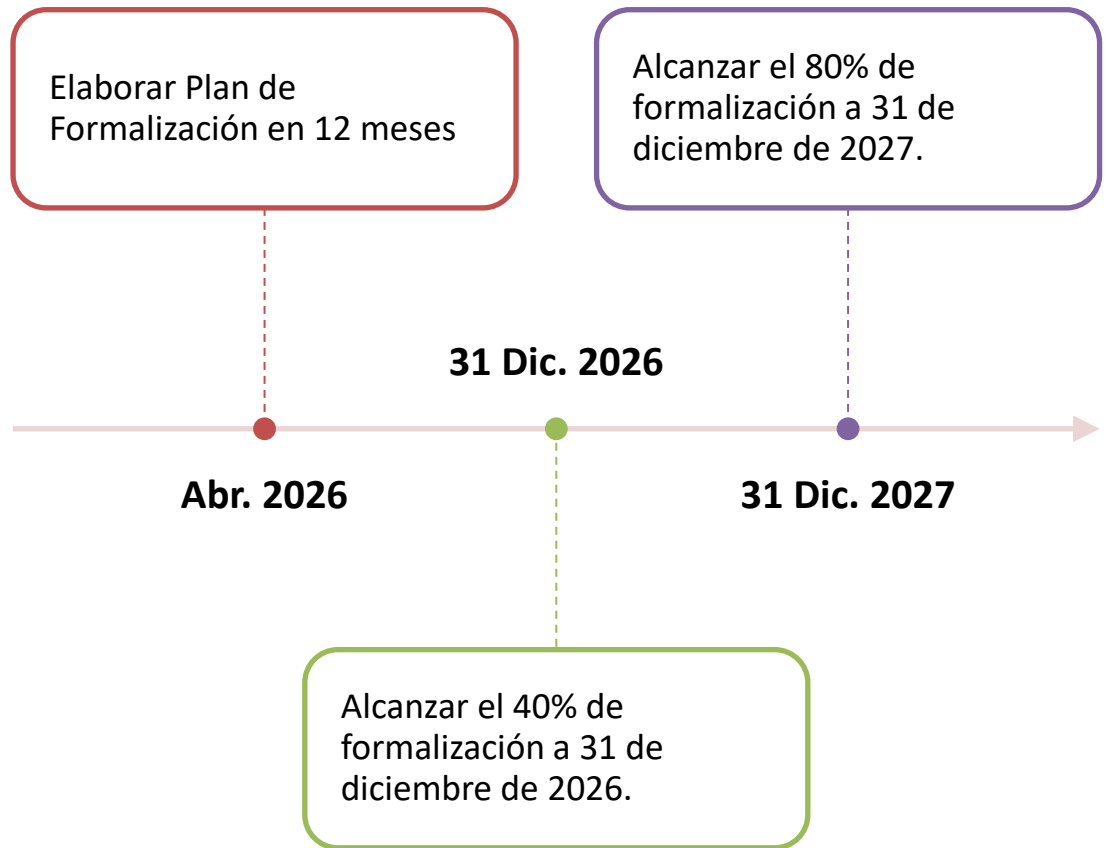 Elaborar Plan de
Formalización en 12 meses
Alcanzar el 80% de
formalización a 31 de
diciembre de 2027.
31 Dic. 2026
Abr. 2026
31 Dic. 2027
Alcanzar el 40% de
formalización a 31 de
diciembre de 2026.